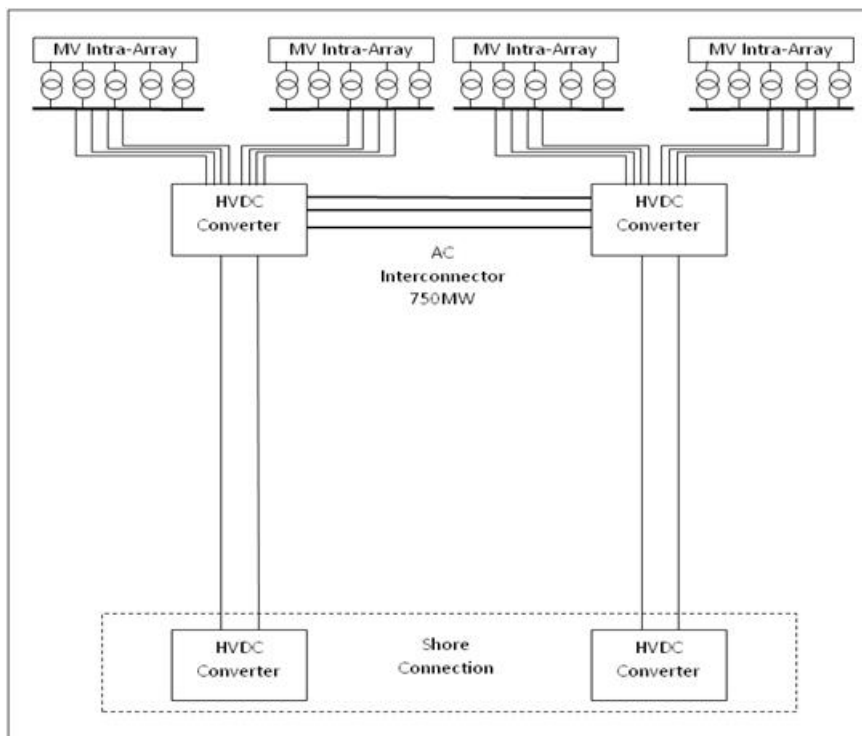 MV Intra-Array
MV Intra-Array
MV Intra-Array
MV Intra-Array
HVDC
Converter
HVDC
Converter
AC
Interconnector
750MW
HVDC
Converter
Shore
Connection
HVDC
Converter